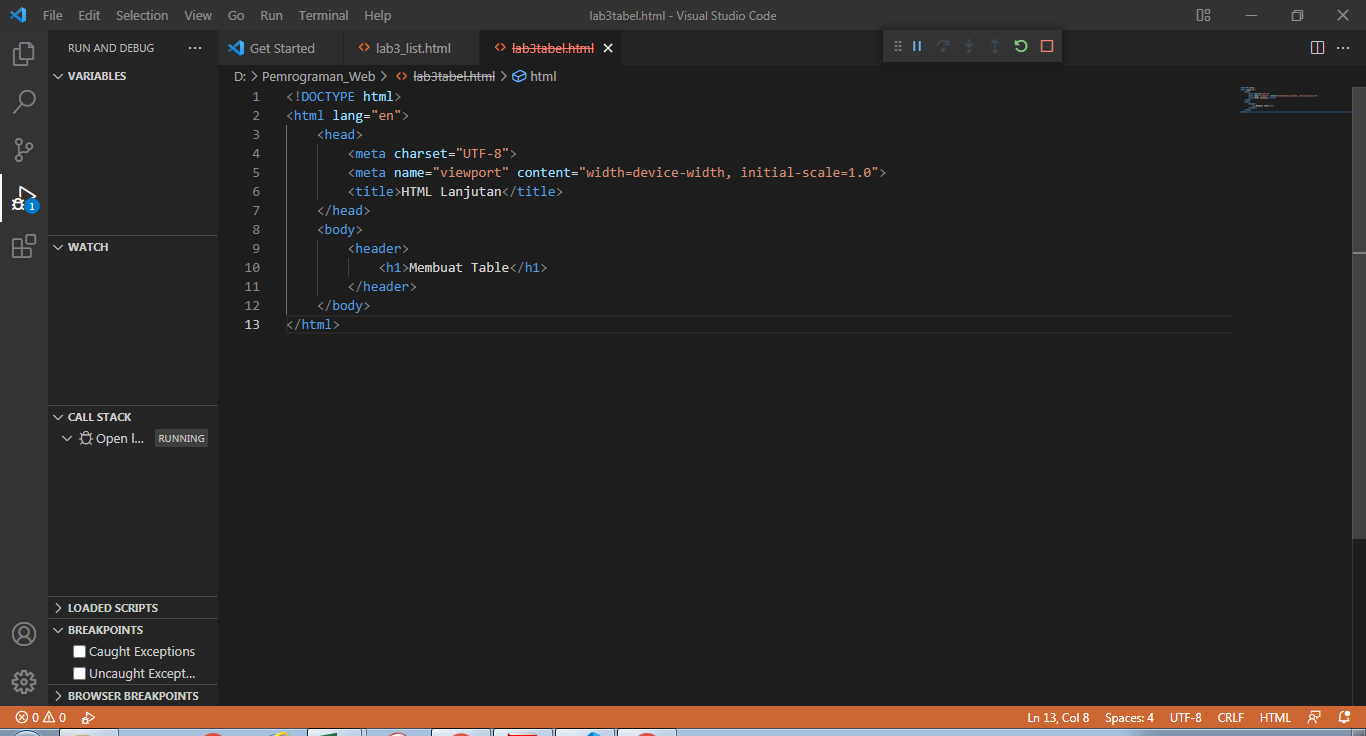 File Edit Selection View Go Run Terminal Help lab3tabel.html - Visual Studio Code
RUN AND DEBUG ...
Get Started lab3_list.html lab3tabel.html
VARIABLES
WATCH
CALL STACK
Open l... RUNNING
LOADED SCRIPTS
BREAKPOINTS
Caught Exceptions
Uncaught Except...
BROWSER BREAKPOINTS
1
D: > Pemrograman_Web > lab3tabel.html > html
1 <!DOCTYPE html>
2 <html lang="en">
3 <head>
4 <meta charset="UTF-8">
5 <meta name="viewport" content="width=device-width, initial-scale=1.0">
6 <title>HTML Lanjutan</title>
7 </head>
8 <body>
9 <header>
10 <h1>Membuat Table</h1>
11 </header>
12 </body>
13 </html>
0 0 Ln 13, Col 8 Spaces: 4 UTF-8 CRLF HTML